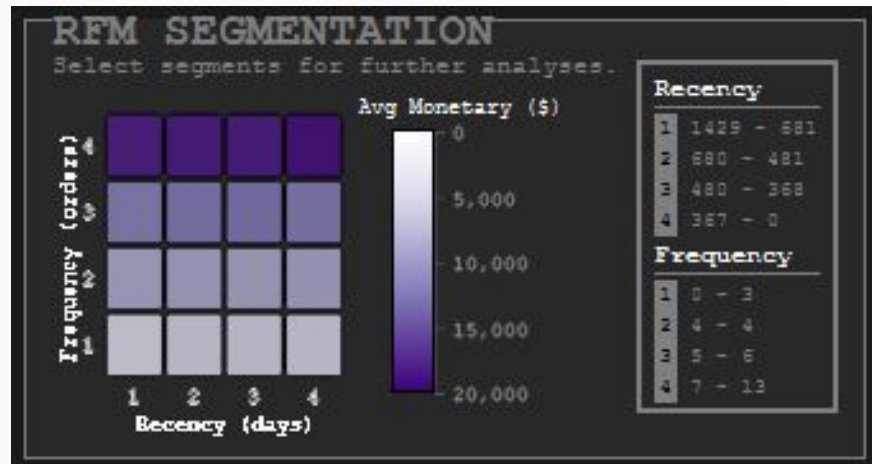 RFM SEGMENTATION
Select segments for further analyses.
Avg Monetary ($)
0
5,000
10,000
15,000
20,000
Frequency (orders)
4
3
2
1
1 2 3 4
Recency (days)
Recency
1 1429 - 681
2 680 - 481
3 480 - 368
4 367 - 0
Frequency
1 0 - 3
2 4 - 4
3 5 - 6
4 7 - 13